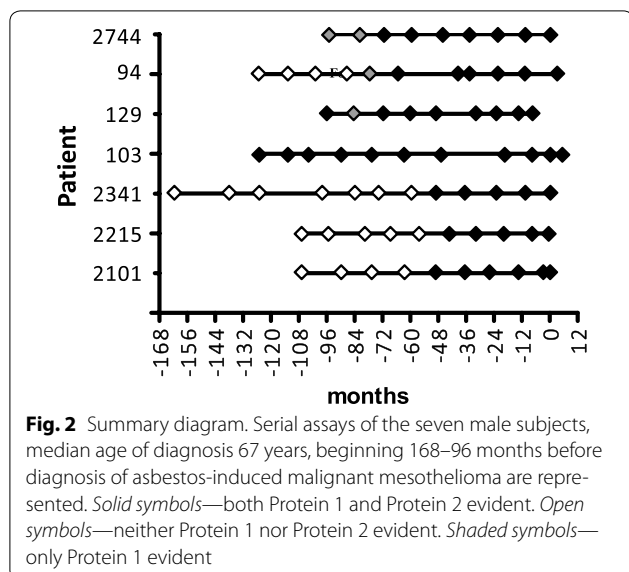 Patient
2744
94
F
129
103
2341
2215
2101
-168 -156 -144 -132 -120 -108 -96 -84 -72 -60 -48 -36 -24 -12 0 12
months
Fig. 2 Summary diagram. Serial assays of the seven male subjects,
median age of diagnosis 67 years, beginning 168–96 months before
diagnosis of asbestos-induced malignant mesothelioma are repre-
sented. Solid symbols—both Protein 1 and Protein 2 evident. Open
symbols—neither Protein 1 nor Protein 2 evident. Shaded symbols—
only Protein 1 evident